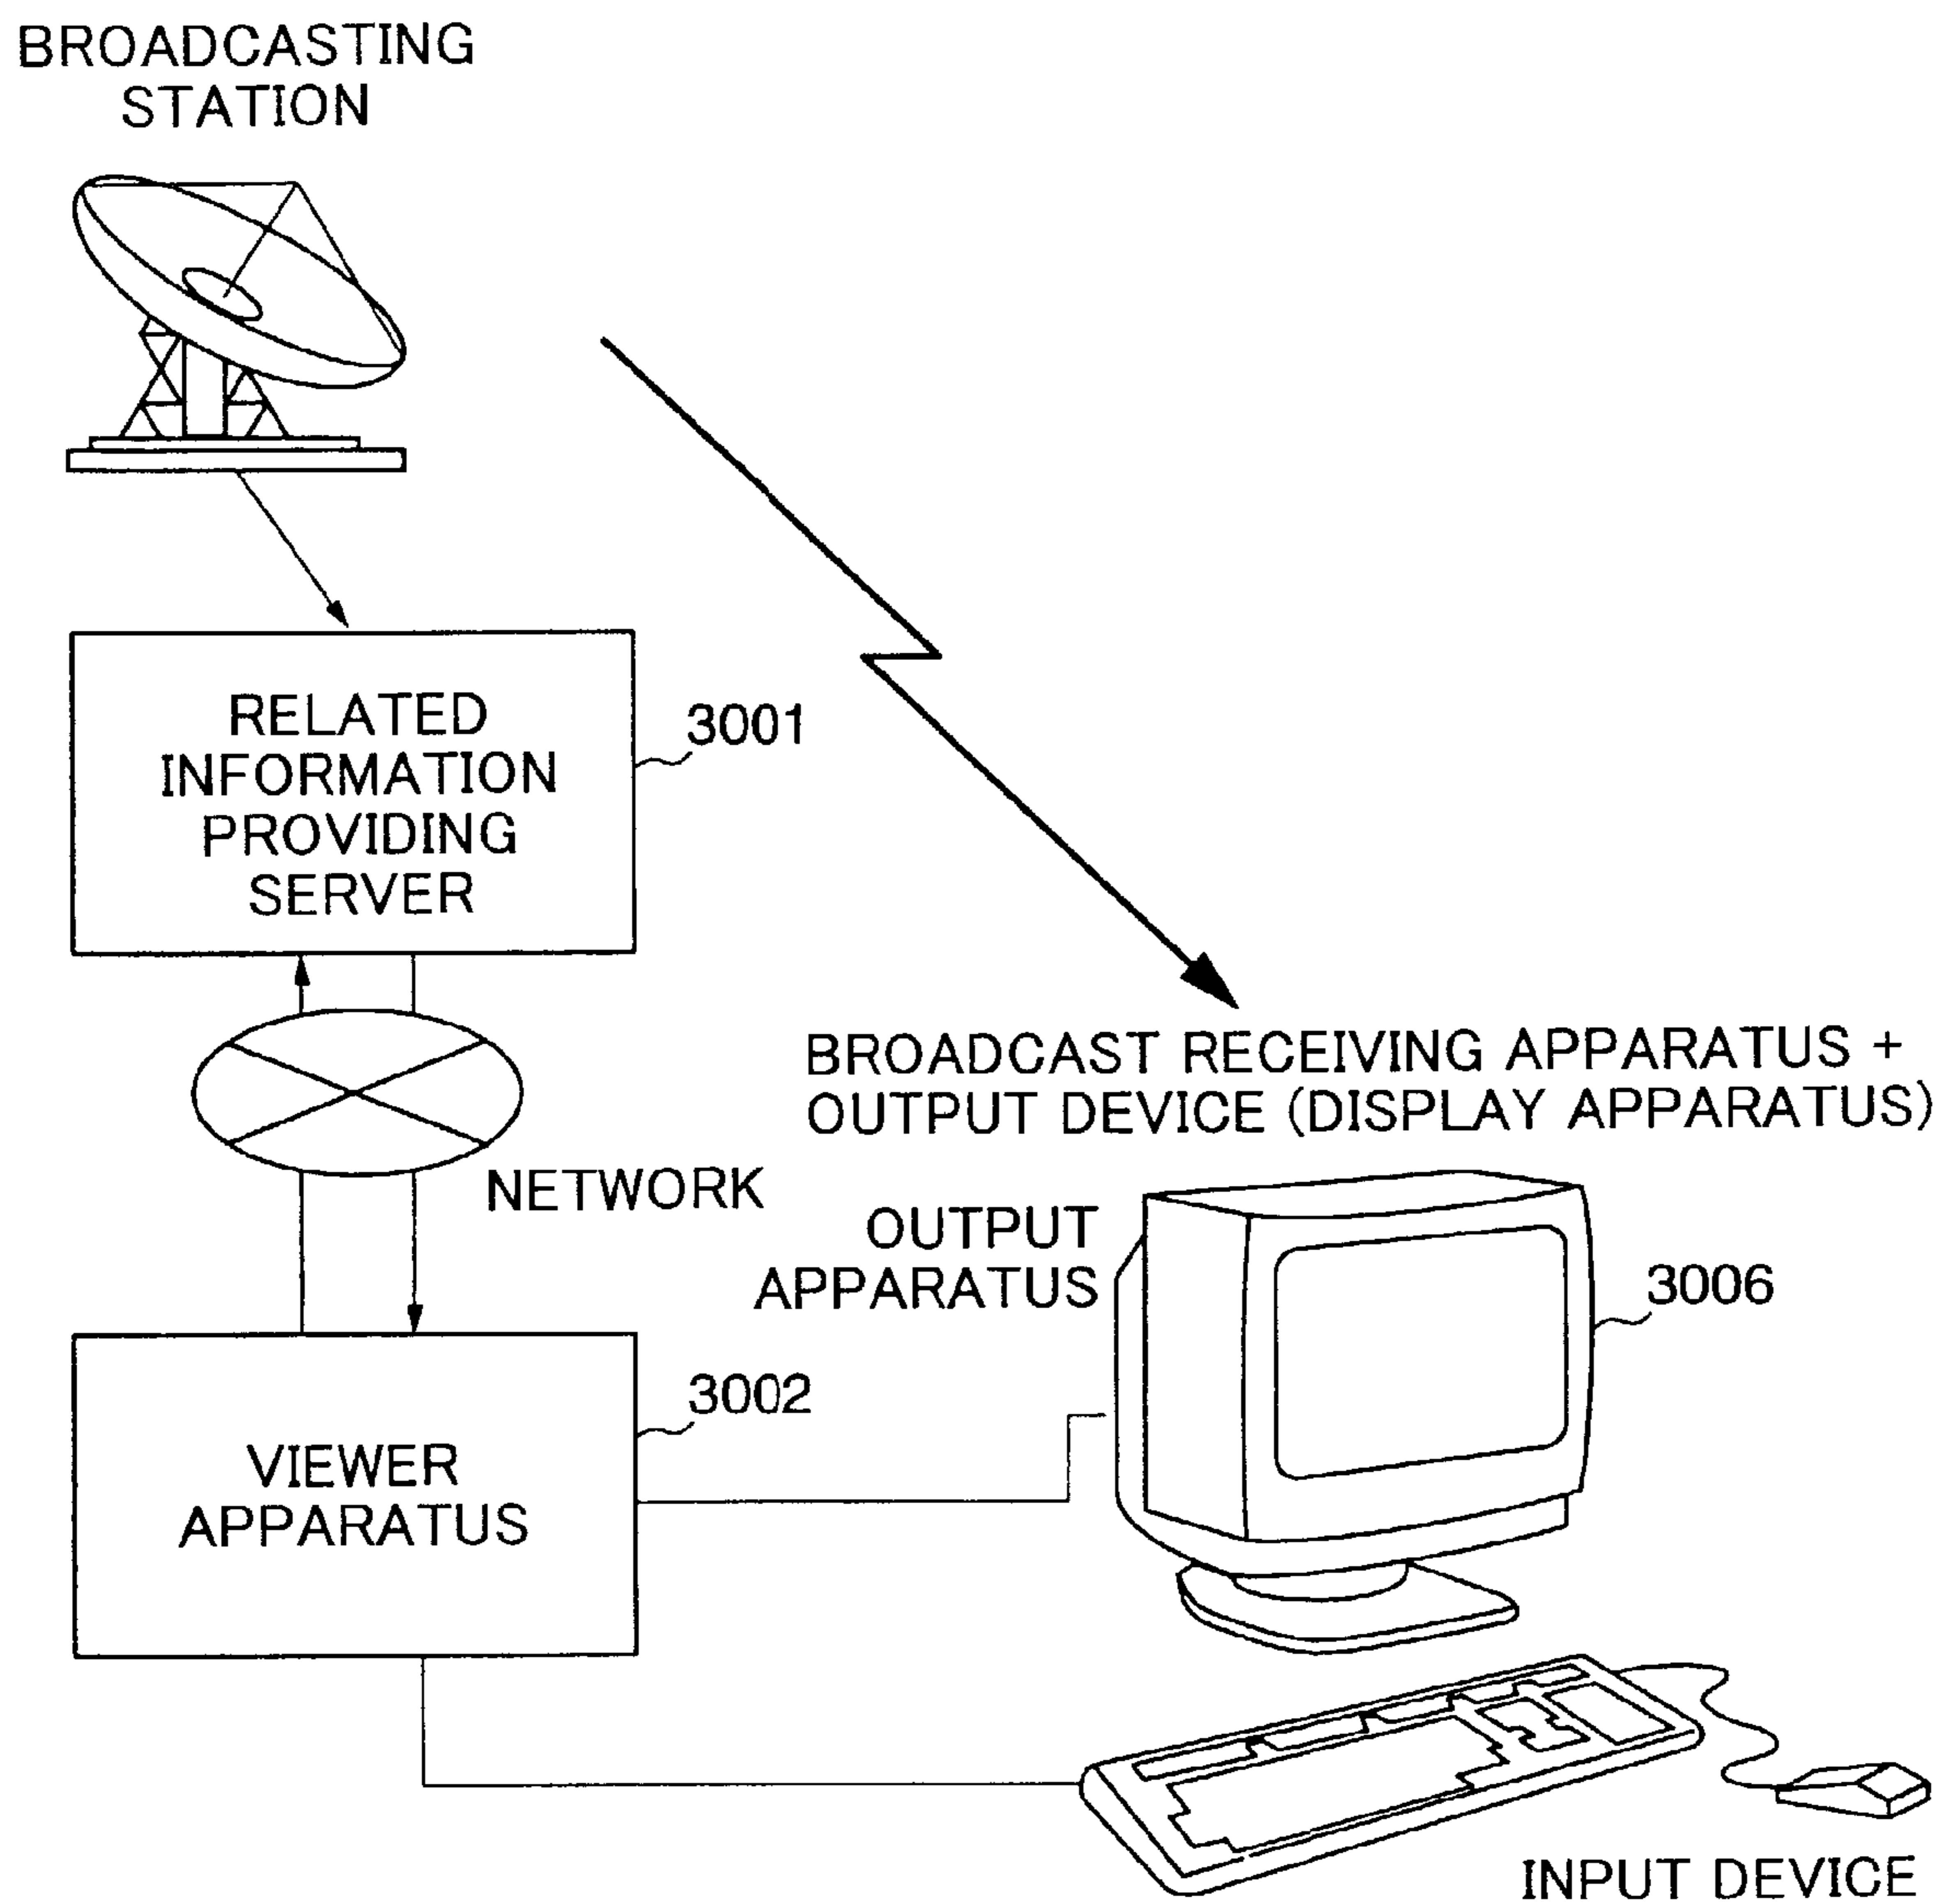 BROADCASTING
STATION
RELATED
INFORMATION
PROVIDING
SERVER
3001
BROADCAST RECEIVING APPARATUS +
OUTPUT DEVICE (DISPLAY APPARATUS)
NETWORK
OUTPUT
APPARATUS
3006
3002
VIEWER
APPARATUS
INPUT DEVICE